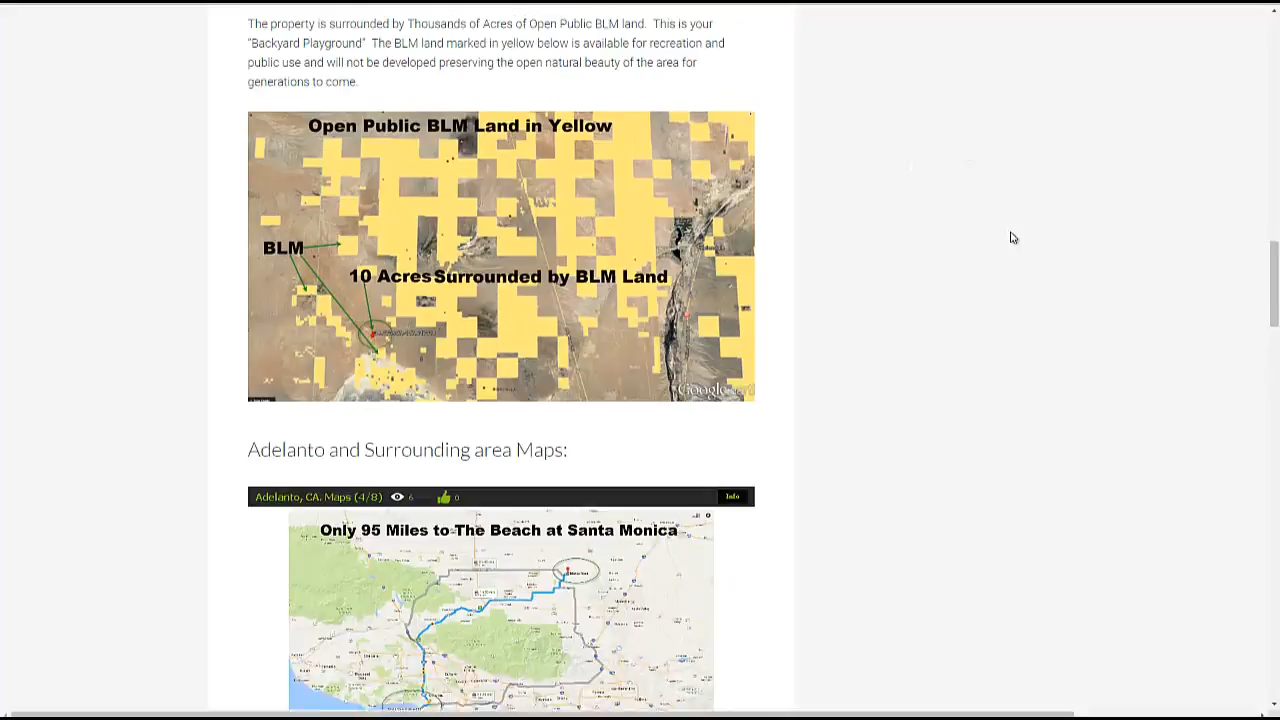 The property is surrounded by Thousands of Acres of Open Public BLM land.  This is your
"Backyard Playground"  The BLM land marked in yellow below is available for recreation and
public use and will not be developed preserving the open natural beauty of the area for
generations to come.
Open Public BLM Land in Yellow
BLM
10 Acres Surrounded by BLM Land
Google
Adelanto and Surrounding area Maps:
Adelanto, CA. Maps (4/8) 6 0 Info
Only 95 Miles to The Beach at Santa Monica